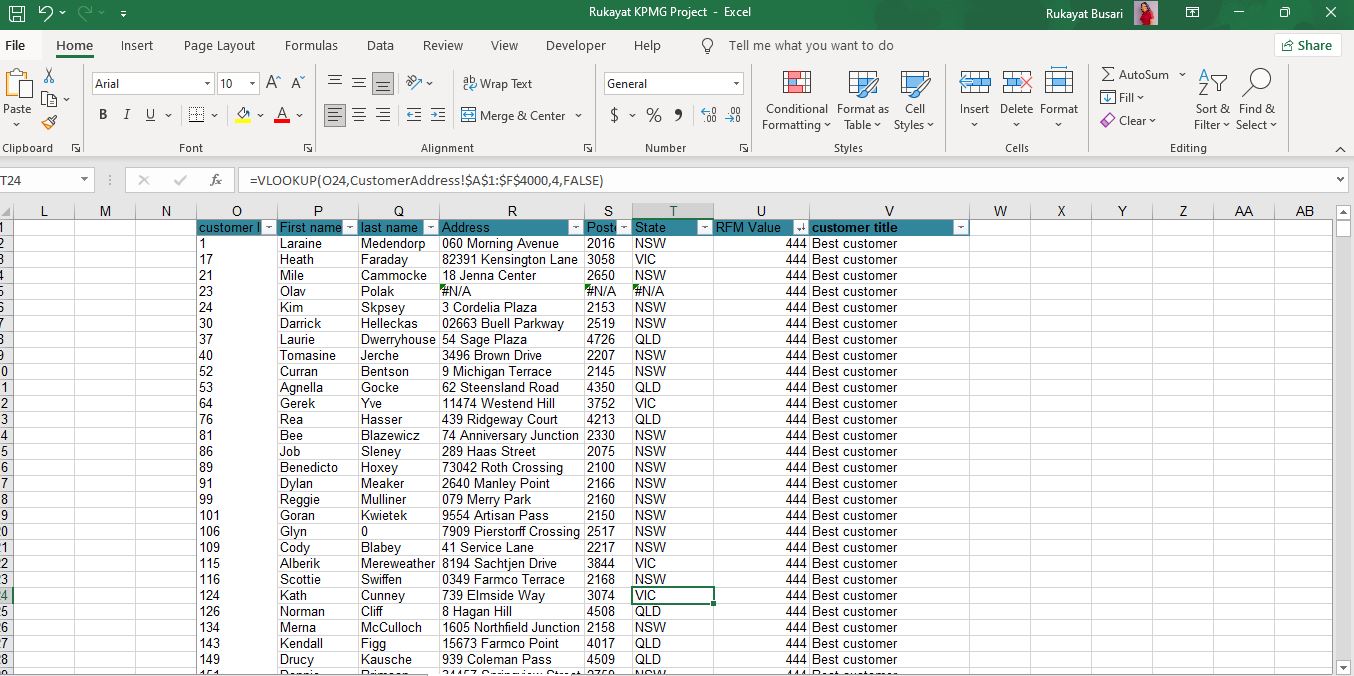 Rukayat KPMG Project - Excel
Rukayat Busari
File Home Insert Page Layout Formulas Data Review View Developer Help Tell me what you want to do Share
Arial 10 A A ab Wrap Text General AutoSum
Paste Fill
B I U A Merge & Center $ % Clear
Conditional Formatting Format as Table Cell Styles Insert Delete Format Sort & Filter Find & Select
Clipboard Font Alignment Number Styles Cells Editing
T24 fx =VLOOKUP(O24,CustomerAddress!$A$1:$F$4000,4,FALSE)
L M N O P Q R S T U V W X Y Z AA AB
customer I First name last name Address Post State RFM Value customer title
1 Laraine Medendorp 060 Morning Avenue 2016 NSW 444 Best customer
17 Heath Faraday 82391 Kensington Lane 3058 VIC 444 Best customer
21 Mile Cammocke 18 Jenna Center 2650 NSW 444 Best customer
23 Olav Polak #N/A #N/A #N/A 444 Best customer
24 Kim Skpsey 3 Cordelia Plaza 2153 NSW 444 Best customer
30 Darrick Helleckas 02663 Buell Parkway 2519 NSW 444 Best customer
37 Laurie Dwerryhouse 54 Sage Plaza 4726 QLD 444 Best customer
40 Tomasine Jerche 3496 Brown Drive 2207 NSW 444 Best customer
52 Curran Bentson 9 Michigan Terrace 2145 NSW 444 Best customer
53 Agnella Gocke 62 Steensland Road 4350 QLD 444 Best customer
64 Gerek Yve 11474 Westend Hill 3752 VIC 444 Best customer
76 Rea Hasser 439 Ridgeway Court 4213 QLD 444 Best customer
81 Bee Blazewicz 74 Anniversary Junction 2330 NSW 444 Best customer
86 Job Sleney 289 Haas Street 2075 NSW 444 Best customer
89 Benedicto Hoxey 73042 Roth Crossing 2100 NSW 444 Best customer
91 Dylan Meaker 2640 Manley Point 2166 NSW 444 Best customer
99 Reggie Mulliner 079 Merry Park 2160 NSW 444 Best customer
101 Goran Kwietek 9554 Artisan Pass 2150 NSW 444 Best customer
106 Glyn 0 7909 Pierstorff Crossing 2517 NSW 444 Best customer
109 Cody Blabey 41 Service Lane 2217 NSW 444 Best customer
115 Alberik Mereweather 8194 Sachtjen Drive 3844 VIC 444 Best customer
116 Scottie Swiffen 0349 Farmco Terrace 2168 NSW 444 Best customer
124 Kath Cunney 739 Elmside Way 3074 VIC 444 Best customer
126 Norman Cliff 8 Hagan Hill 4508 QLD 444 Best customer
134 Merna McCulloch 1605 Northfield Junction 2158 NSW 444 Best customer
143 Kendall Figg 15673 Farmco Point 4017 QLD 444 Best customer
149 Drucy Kausche 939 Coleman Pass 4509 QLD 444 Best customer